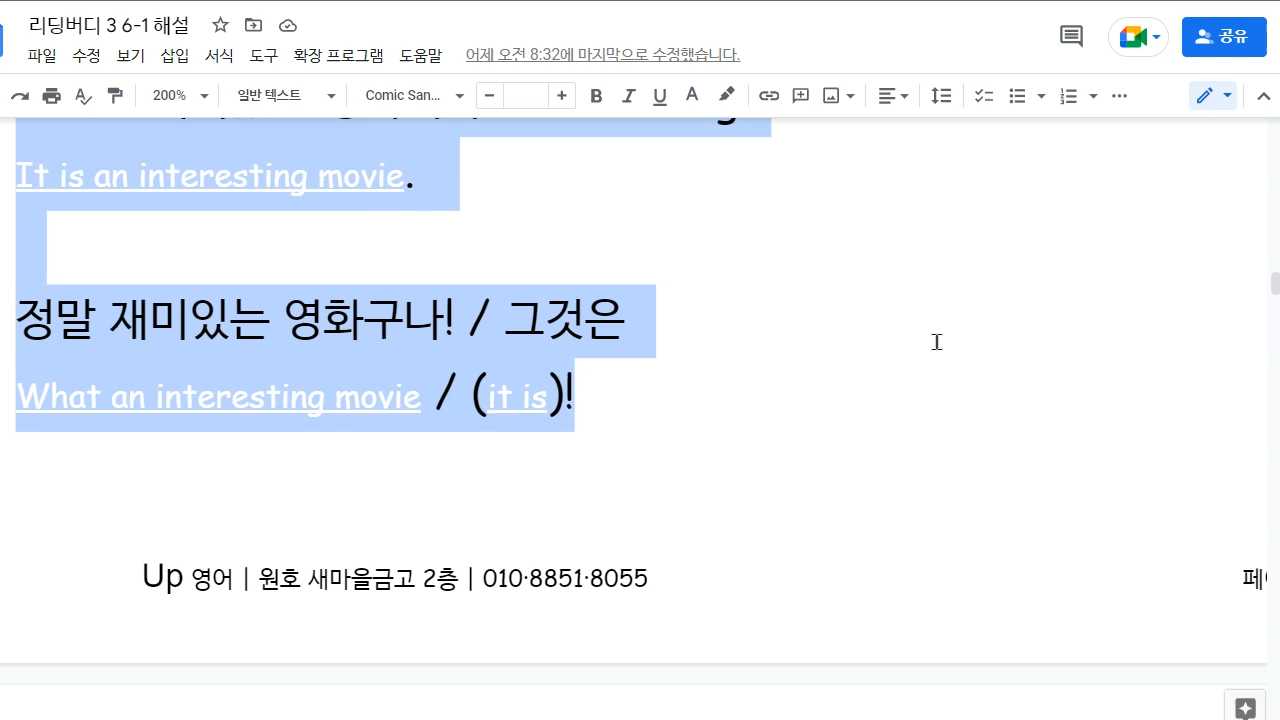 리딩버디 3 6-1 해설
파일 수정 보기 삽입 서식 도구 확장 프로그램 도움말 어제 오전 8:32에 마지막으로 수정했습니다.
공유
200% 일반 텍스트 Comic San...
It is an interesting movie.
정말 재미있는 영화구나! / 그것은
What an interesting movie / (it is)!
Up 영어 | 원호 새마을금고 2층 | 010·8851·8055